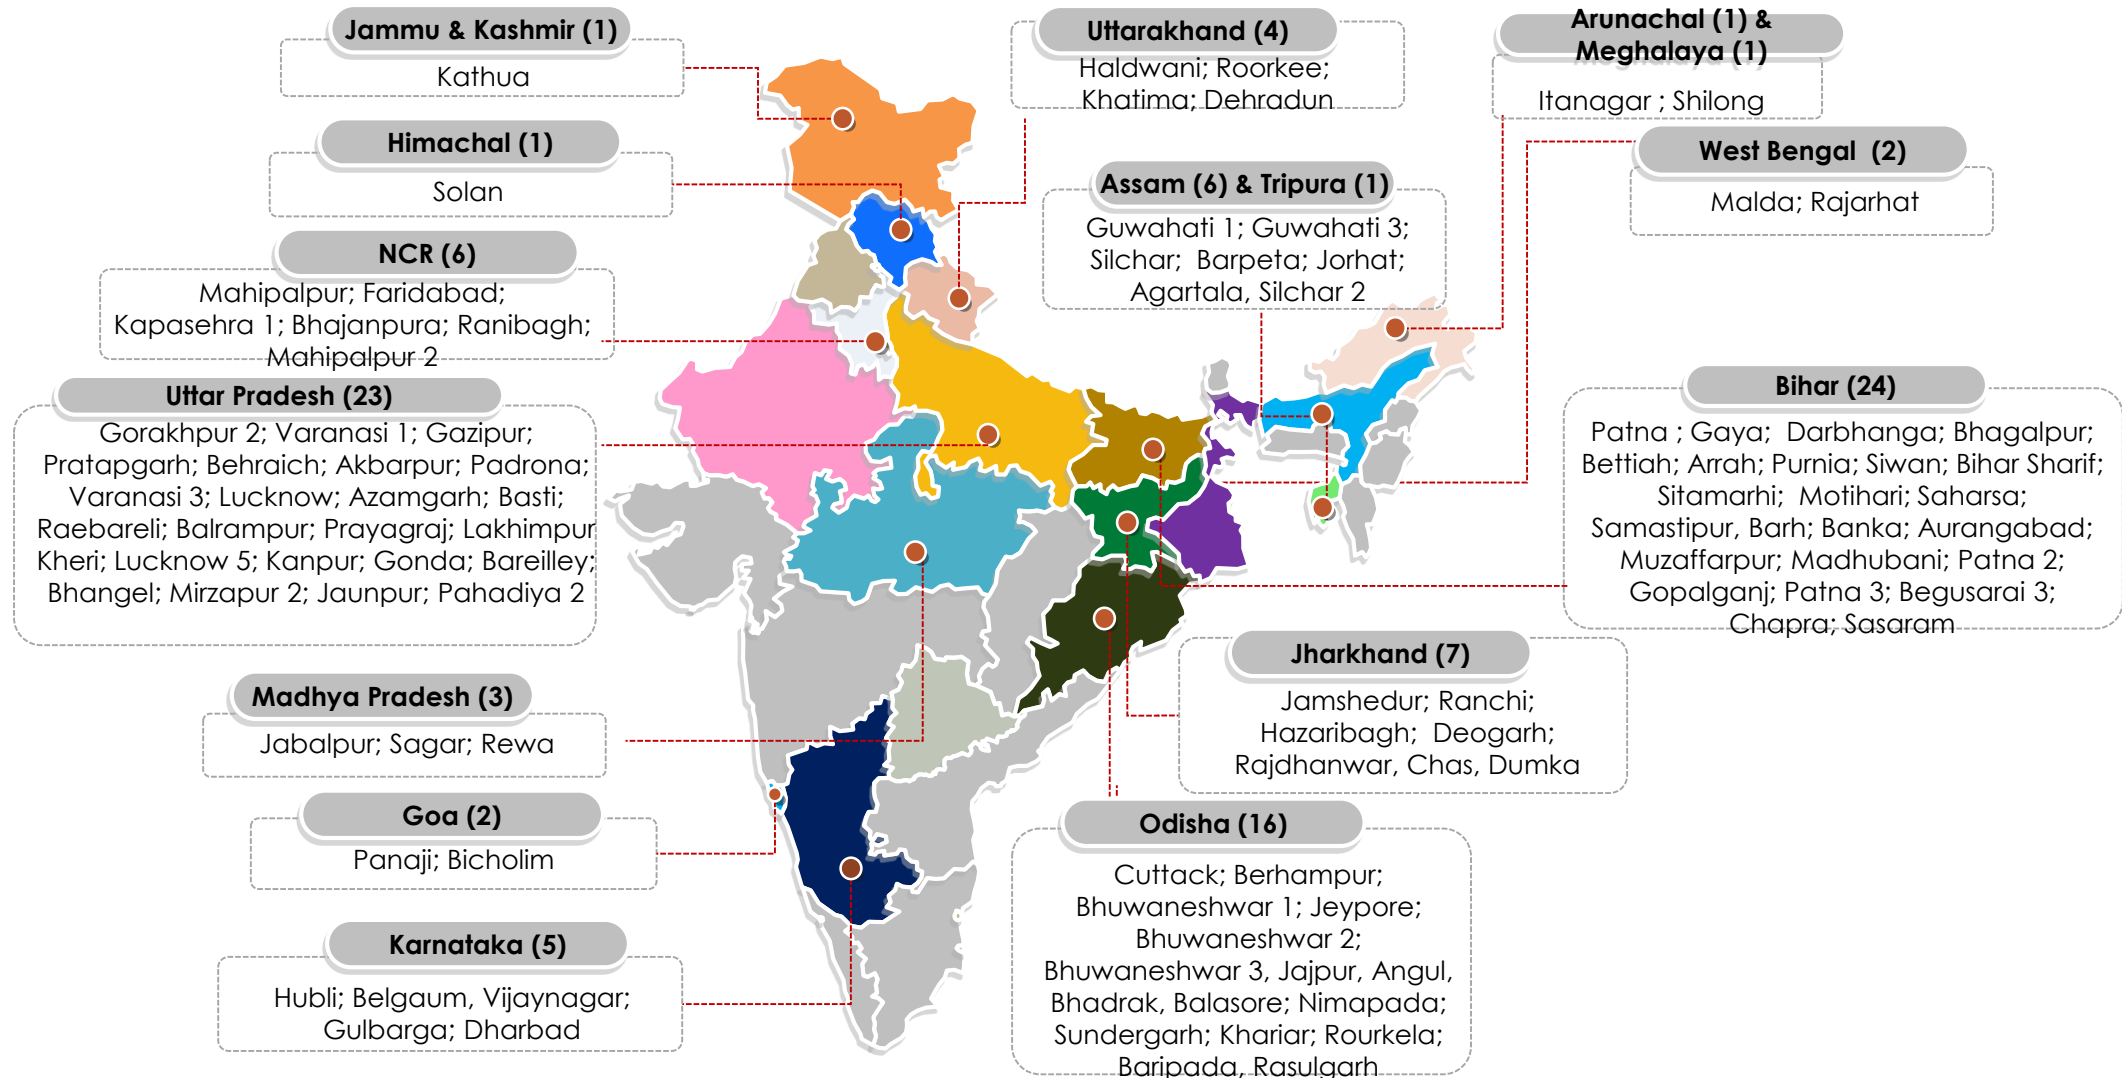 Jammu & Kashmir (1)
Kathua
Himachal (1)
Solan
NCR (6)
Mahipalpur; Faridabad;
Kapasehra 1; Bhajanpura; Ranibagh;
Mahipalpur 2
Uttar Pradesh (23)
Gorakhpur 2; Varanasi 1; Gazipur;
Pratapgarh; Behraich; Akbarpur; Padrona;
Varanasi 3; Lucknow; Azamgarh; Basti;
Raebareli; Balrampur; Prayagraj; Lakhimpur
Kheri; Lucknow 5; Kanpur; Gonda; Bareilley;
Bhangel; Mirzapur 2; Jaunpur; Pahadiya 2
Madhya Pradesh (3)
Jabalpur; Sagar; Rewa
Goa (2)
Panaji; Bicholim
Karnataka (5)
Hubli; Belgaum, Vijaynagar;
Gulbarga; Dharbad
Uttarakhand (4)
Haldwani; Roorkee;
Khatima; Dehradun
Arunachal (1) &
Meghalaya (1)
Itanagar ; Shilong
West Bengal  (2)
Malda; Rajarhat
Assam (6) & Tripura (1)
Guwahati 1; Guwahati 3;
Silchar;  Barpeta; Jorhat;
Agartala, Silchar 2
Bihar (24)
Patna ; Gaya;  Darbhanga; Bhagalpur;
Bettiah; Arrah; Purnia; Siwan; Bihar Sharif;
Sitamarhi;  Motihari; Saharsa;
Samastipur, Barh; Banka; Aurangabad;
Muzaffarpur; Madhubani; Patna 2;
Gopalganj; Patna 3; Begusarai 3;
Chapra; Sasaram
Jharkhand (7)
Jamshedur; Ranchi;
Hazaribagh;  Deogarh;
Rajdhanwar, Chas, Dumka
Odisha (16)
Cuttack; Berhampur;
Bhuwaneshwar 1; Jeypore;
Bhuwaneshwar 2;
Bhuwaneshwar 3, Jajpur, Angul,
Bhadrak, Balasore; Nimapada;
Sundergarh; Khariar; Rourkela;
Baripada, Rasulgarh